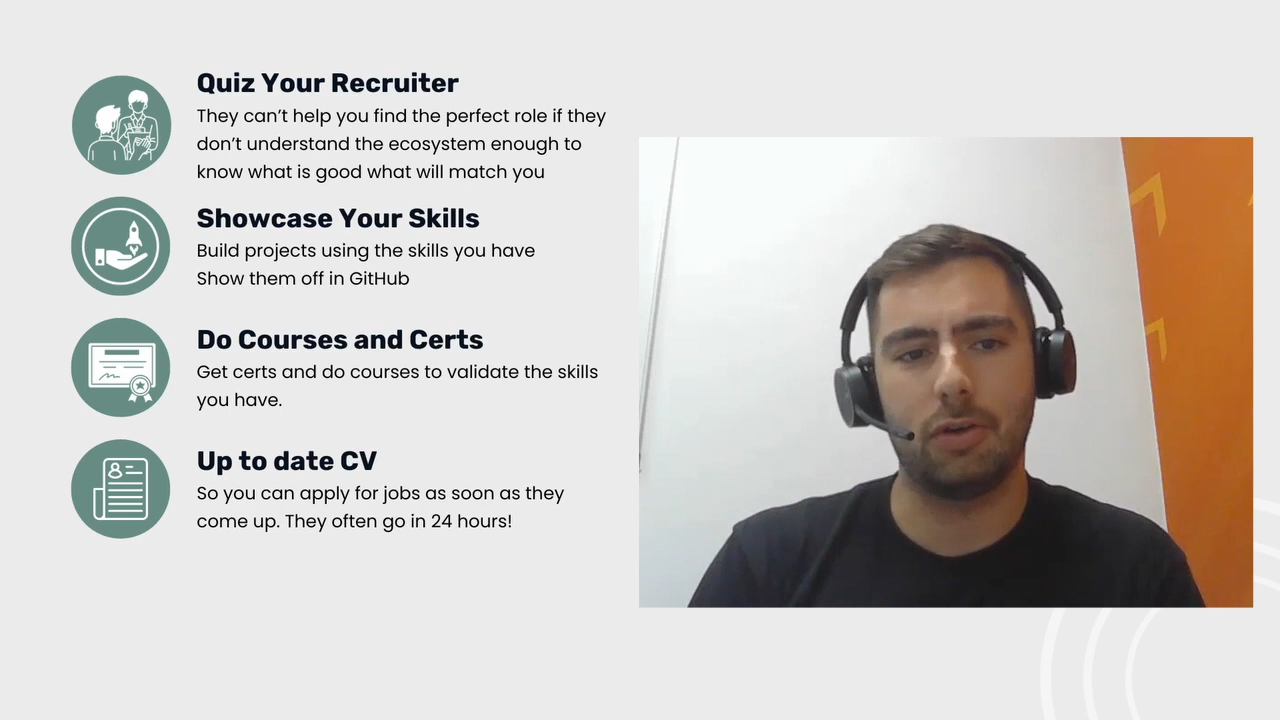 Quiz Your Recruiter
They can’t help you find the perfect role if they
don’t understand the ecosystem enough to
know what is good what will match you
Showcase Your Skills
Build projects using the skills you have
Show them off in GitHub
Do Courses and Certs
Get certs and do courses to validate the skills
you have.
Up to date CV
So you can apply for jobs as soon as they
come up. They often go in 24 hours!